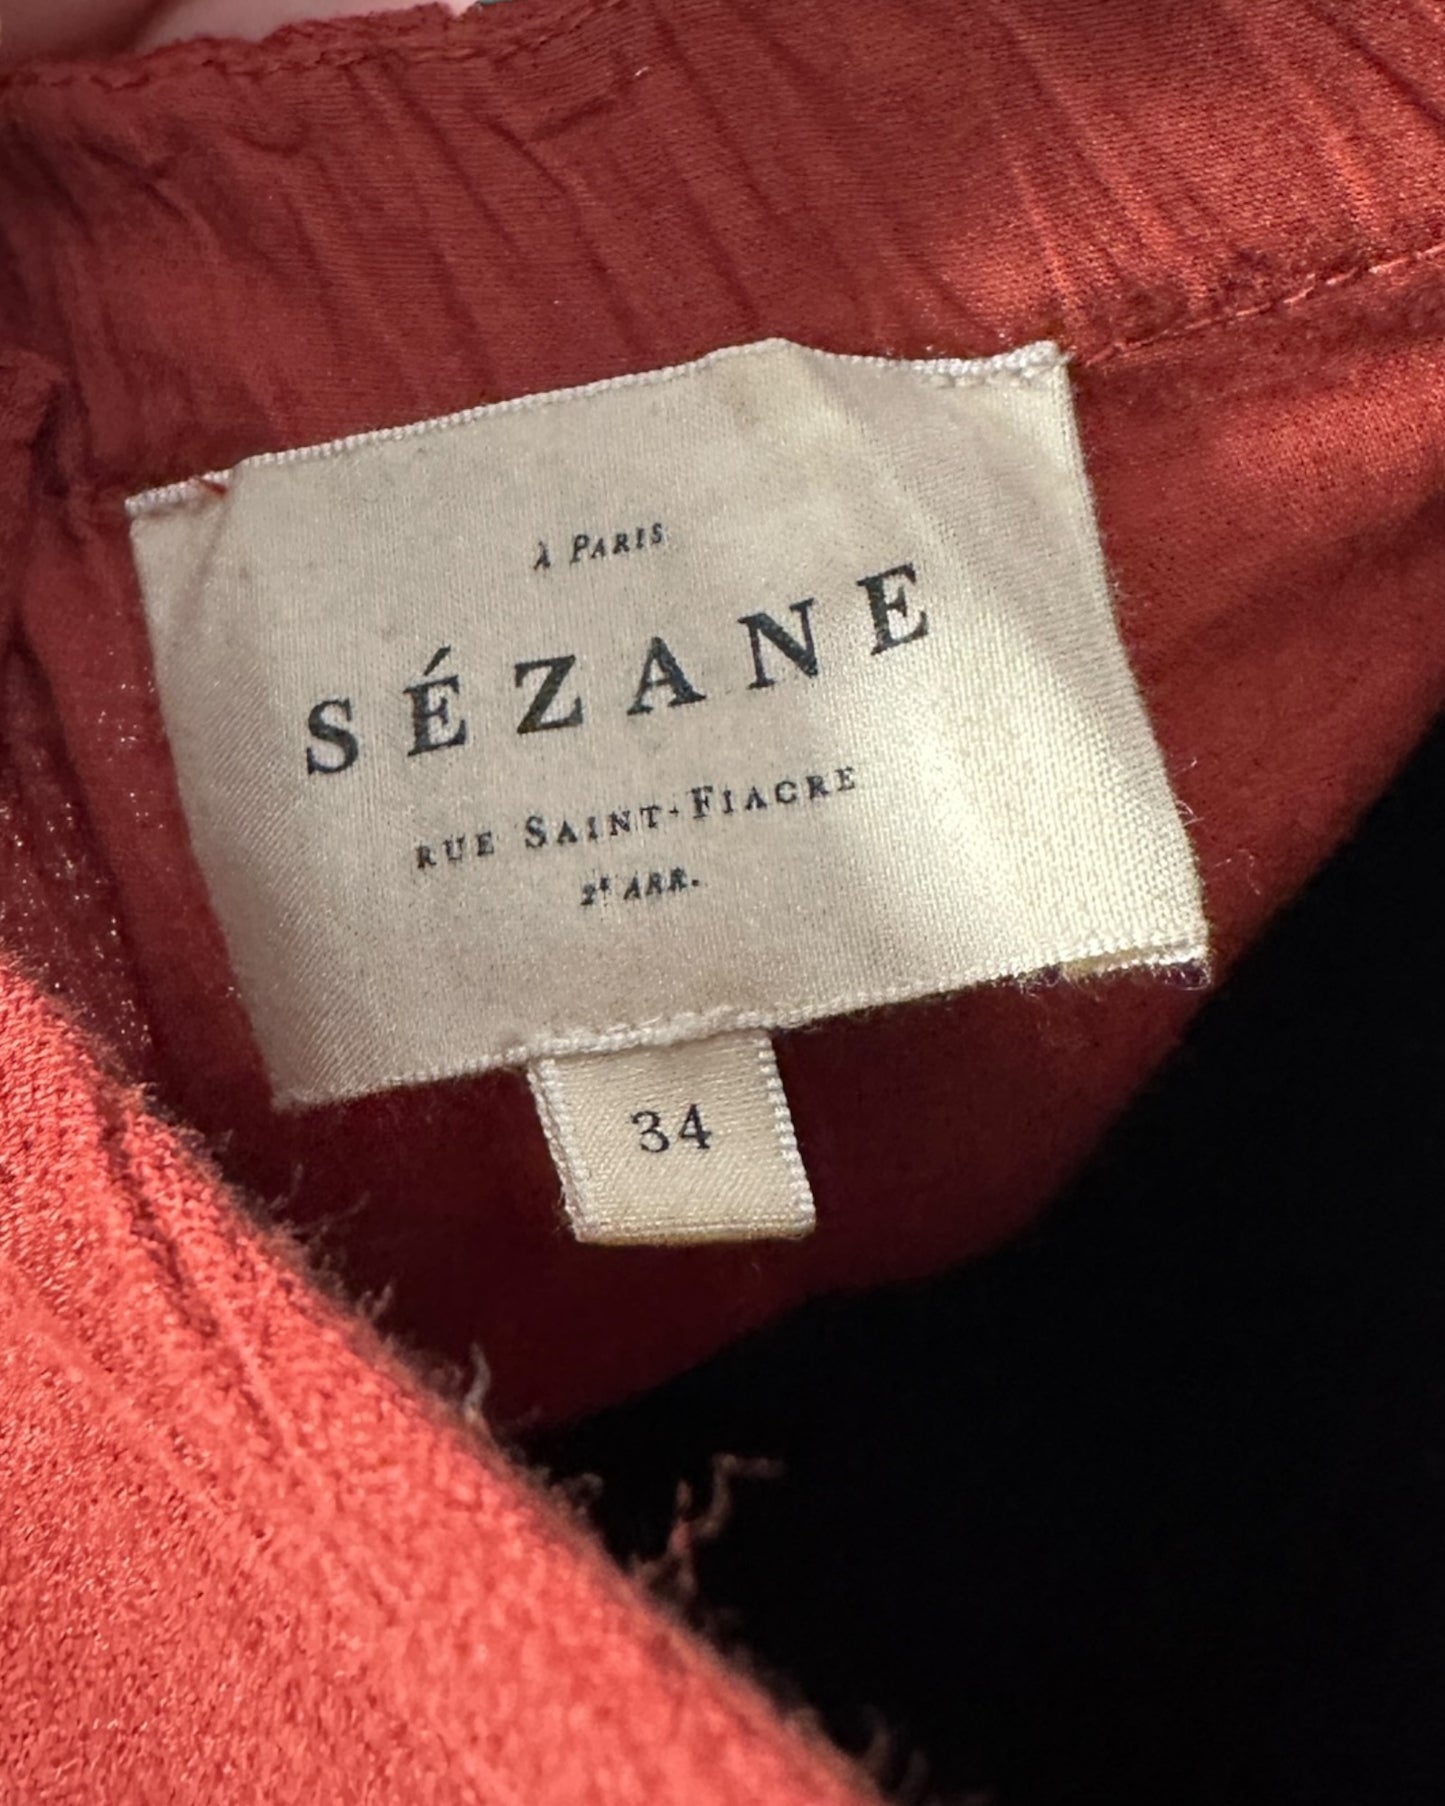 À PARIS
SÉZANE
RUE SAINT-FIACRE
2E ARR.
34